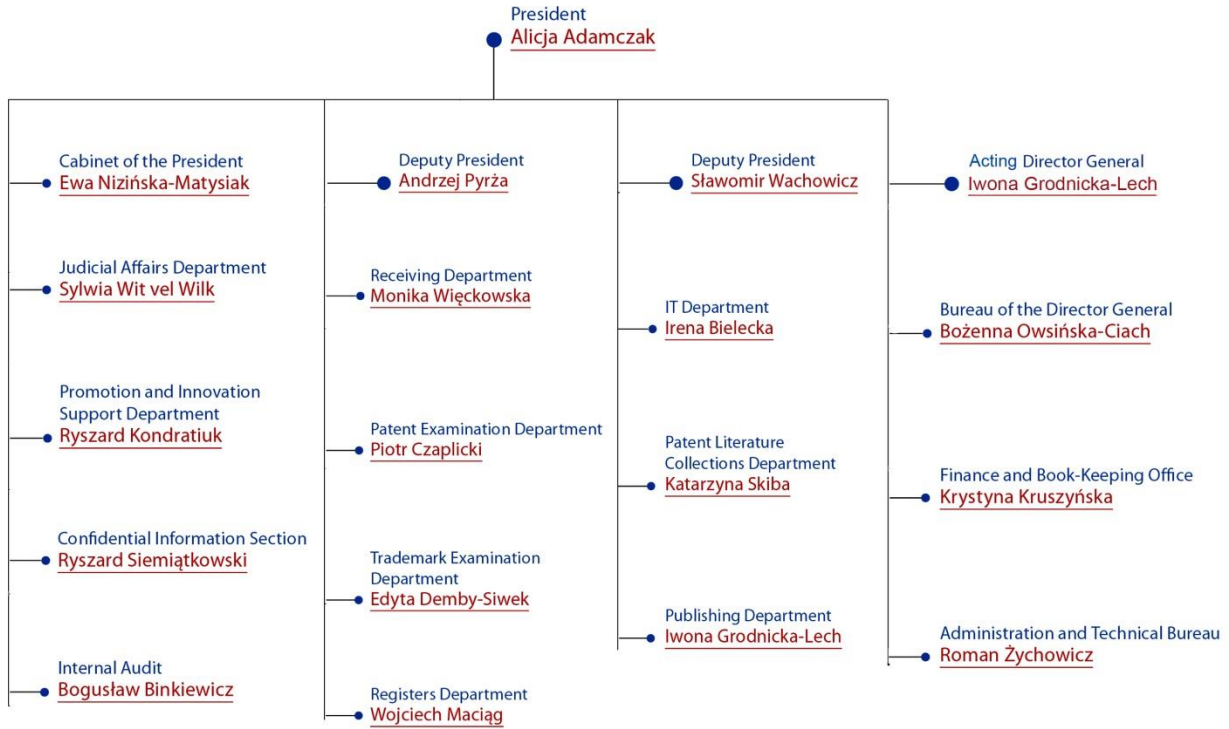 President
Alicja Adamczak
Cabinet of the President
Ewa Nizińska-Matysiak
Judicial Affairs Department
Sylwia Wit vel Wilk
Promotion and Innovation
Support Department
Ryszard Kondratiuk
Confidential Information Section
Ryszard Siemiątkowski
Internal Audit
Bogusław Binkiewicz
Deputy President
Andrzej Pyrża
Receiving Department
Monika Więckowska
Patent Examination Department
Piotr Czaplicki
Trademark Examination
Department
Edyta Demby-Siwek
Registers Department
Wojciech Maciąg
Deputy President
Sławomir Wachowicz
IT Department
Irena Bielecka
Patent Literature
Collections Department
Katarzyna Skiba
Publishing Department
Iwona Grodnicka-Lech
Acting Director General
Iwona Grodnicka-Lech
Bureau of the Director General
Bożenna Owsińska-Ciach
Finance and Book-Keeping Office
Krystyna Kruszyńska
Administration and Technical Bureau
Roman Żychowicz